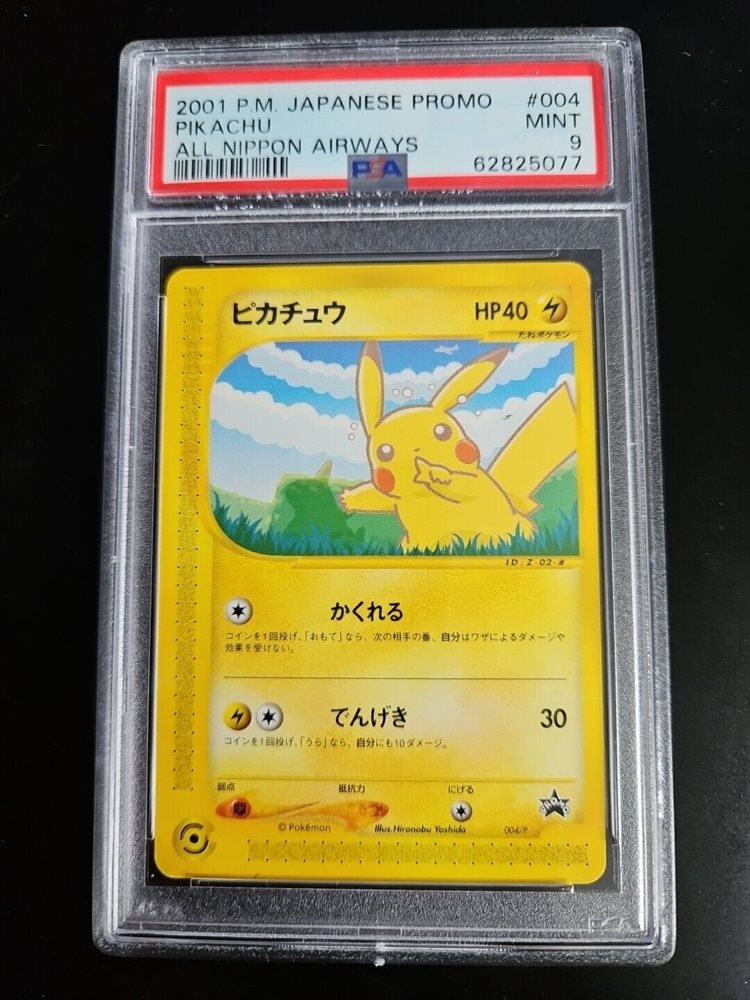 2001 P.M. JAPANESE PROMO #004
PIKACHU MINT
ALL NIPPON AIRWAYS 9
PSA 62825077
ピカチュウ HP40
たねポケモン
ID:Z-02-#
かくれる
コインを1回投げ、「おもて」なら、次の相手の番、自分はワザによるダメージや
効果を受けない。
でんげき 30
コインを1回投げ、「うら」なら、自分にも10ダメージ。
弱点 抵抗力 にげる
PROMO
©Pokémon Illus.Hironobu Yoshida 004/P